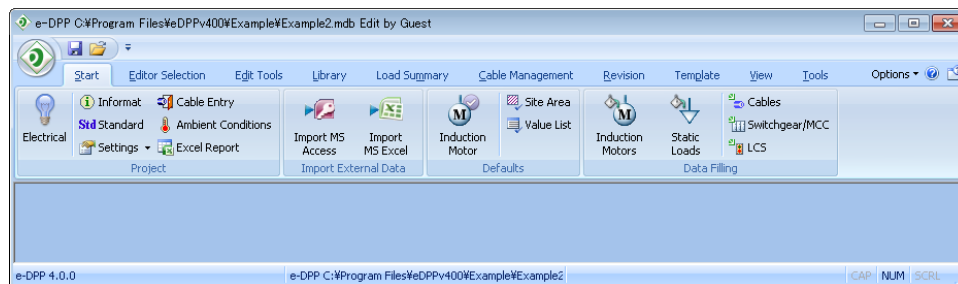 e-DPP C:¥Program Files¥eDPPv400¥Example¥Example2.mdb Edit by Guest
Start Editor Selection Edit Tools Library Load Summary Cable Management Revision Template View Tools Options
Electrical
Informat Cable Entry
Std Standard Ambient Conditions
Settings Excel Report
Project
Import MS Access
Import MS Excel
Import External Data
M
Induction Motor
Site Area
Value List
Defaults
M
Induction Motors
Static Loads
Cables
Switchgear/MCC
LCS
Data Filling
e-DPP 4.0.0 e-DPP C:¥Program Files¥eDPPv400¥Example¥Example2 CAP NUM SCRL